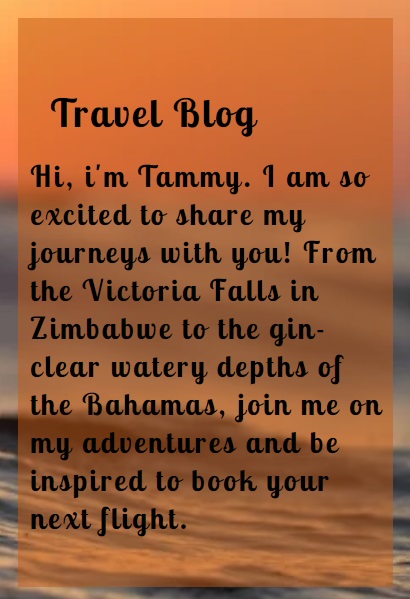 Travel Blog
Hi, i'm Tammy. I am so
excited to share my
journeys with you! From
the Victoria Falls in
Zimbabwe to the gin-
clear watery depths of
the Bahamas, join me on
my adventures and be
inspired to book your
next flight.